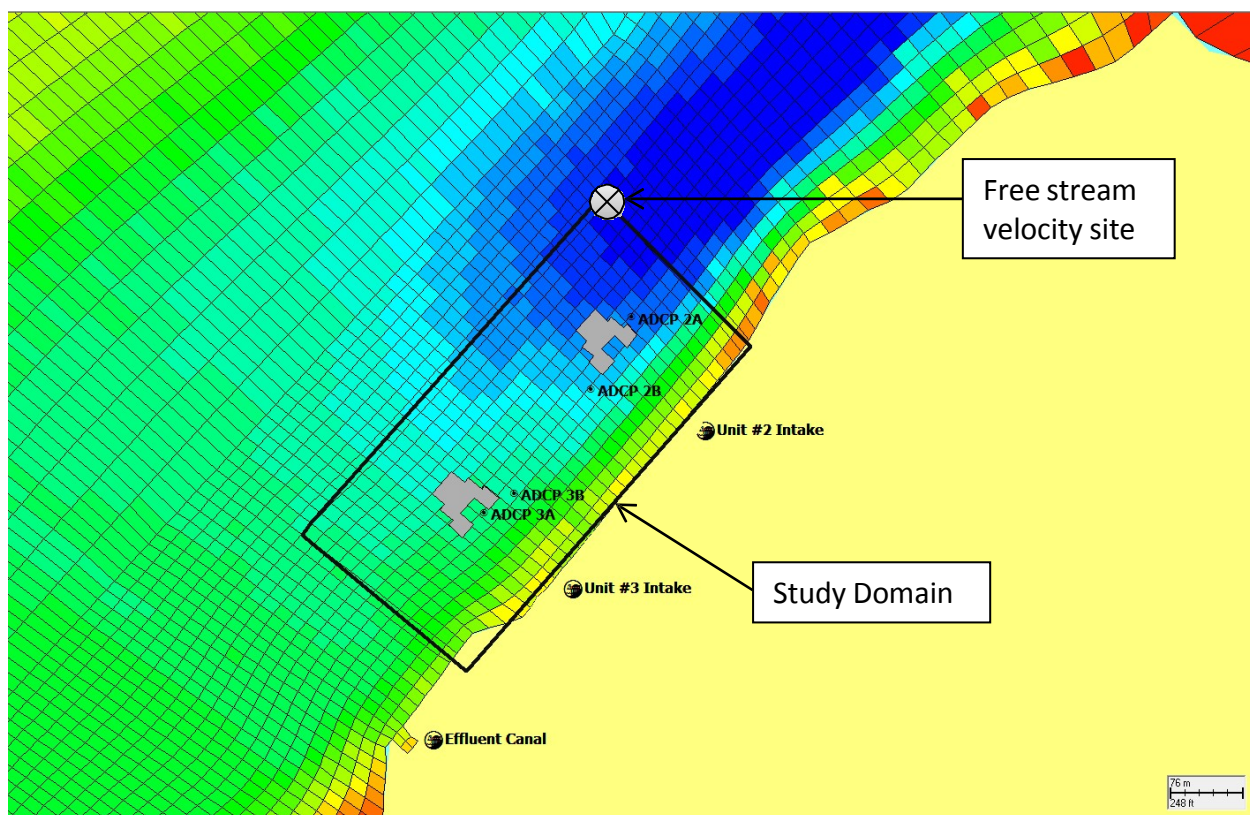 Free stream
velocity site
ADCP 2A
ADCP 2B
Unit #2 Intake
ADCP 3B
ADCP 3A
Unit #3 Intake
Study Domain
Effluent Canal
76 m
248 ft